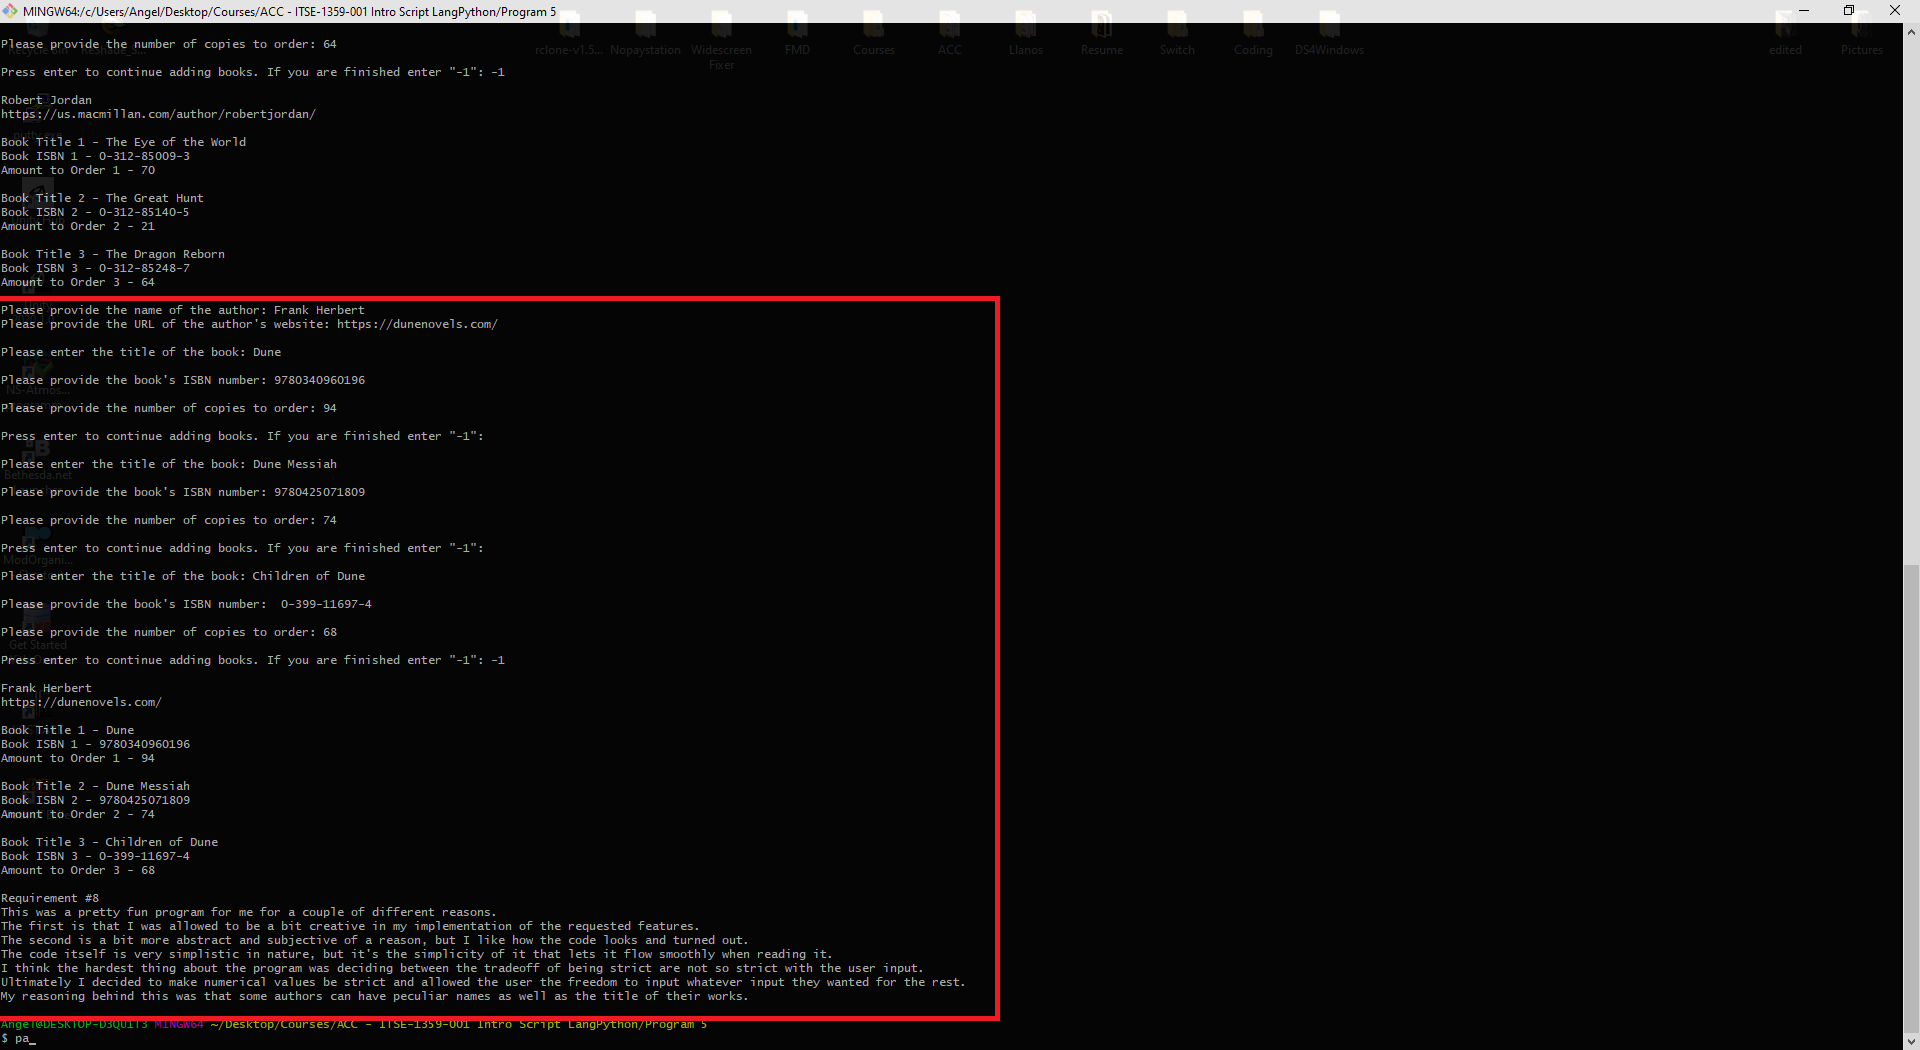 MINGW64:/c/Users/Angel/Desktop/Courses/ACC - ITSE-1359-001 Intro Script LangPython/Program 5
rclone-v1.5... Nopaystation Widescreen Fixer FMD Courses ACC Llanos Resume Switch Coding DS4Windows edited Pictures
Please provide the number of copies to order: 64
Press enter to continue adding books. If you are finished enter "-1": -1
Robert Jordan
https://us.macmillan.com/author/robertjordan/
Book Title 1 - The Eye of the World
Book ISBN 1 - 0-312-85009-3
Amount to Order 1 - 70
Book Title 2 - The Great Hunt
Book ISBN 2 - 0-312-85140-5
Amount to Order 2 - 21
Book Title 3 - The Dragon Reborn
Book ISBN 3 - 0-312-85248-7
Amount to Order 3 - 64
Please provide the name of the author: Frank Herbert
Please provide the URL of the author's website: https://dunenovels.com/
Please enter the title of the book: Dune
Please provide the book's ISBN number: 9780340960196
NS-Atmos...
Please provide the number of copies to order: 94
Press enter to continue adding books. If you are finished enter "-1":
Please enter the title of the book: Dune Messiah
Bethesda.net
Please provide the book's ISBN number: 9780425071809
Please provide the number of copies to order: 74
Press enter to continue adding books. If you are finished enter "-1":
ModOrgani...
Please enter the title of the book: Children of Dune
Please provide the book's ISBN number:  0-399-11697-4
Please provide the number of copies to order: 68
Get Started
Press enter to continue adding books. If you are finished enter "-1": -1
Frank Herbert
https://dunenovels.com/
Book Title 1 - Dune
Book ISBN 1 - 9780340960196
Amount to Order 1 - 94
Book Title 2 - Dune Messiah
Book ISBN 2 - 9780425071809
Amount to Order 2 - 74
Book Title 3 - Children of Dune
Book ISBN 3 - 0-399-11697-4
Amount to Order 3 - 68
Requirement #8
This was a pretty fun program for me for a couple of different reasons.
The first is that I was allowed to be a bit creative in my implementation of the requested features.
The second is a bit more abstract and subjective of a reason, but I like how the code looks and turned out.
The code itself is very simplistic in nature, but it's the simplicity of it that lets it flow smoothly when reading it.
I think the hardest thing about the program was deciding between the tradeoff of being strict are not so strict with the user input.
Ultimately I decided to make numerical values be strict and allowed the user the freedom to input whatever input they wanted for the rest.
My reasoning behind this was that some authors can have peculiar names as well as the title of their works.
Angel@DESKTOP-D3QU1T3 MINGW64 ~/Desktop/Courses/ACC - ITSE-1359-001 Intro Script LangPython/Program 5
$ pa_